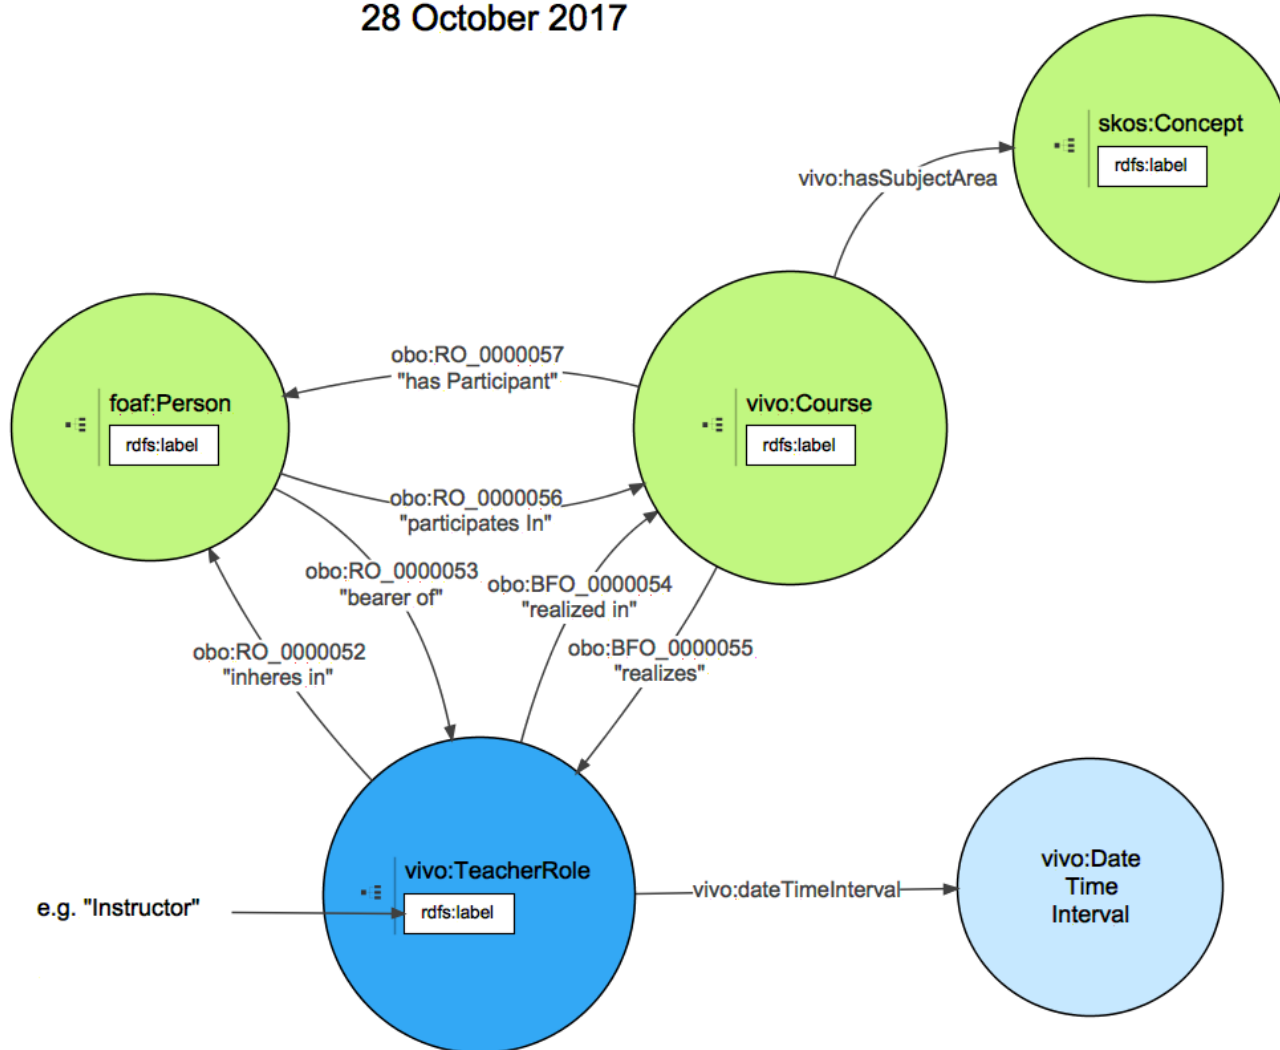 28 October 2017
skos:Concept
rdfs:label
vivo:hasSubjectArea
obo:RO_0000057
"has Participant"
foaf:Person
rdfs:label
vivo:Course
rdfs:label
obo:RO_0000056
"participates In"
obo:RO_0000053
"bearer of"
obo:BFO_0000054
"realized in"
obo:RO_0000052
"inheres in"
obo:BFO_0000055
"realizes"
vivo:TeacherRole
rdfs:label
e.g. "Instructor"
vivo:dateTimeInterval
vivo:Date
Time
Interval